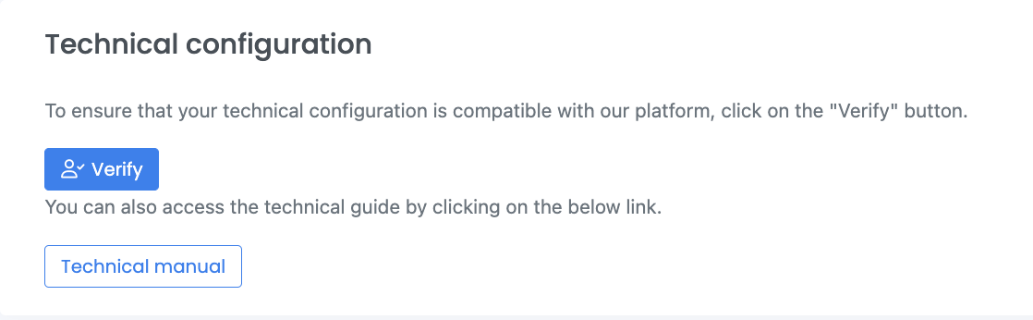 Technical configuration
To ensure that your technical configuration is compatible with our platform, click on the "Verify" button.
Verify
You can also access the technical guide by clicking on the below link.
Technical manual